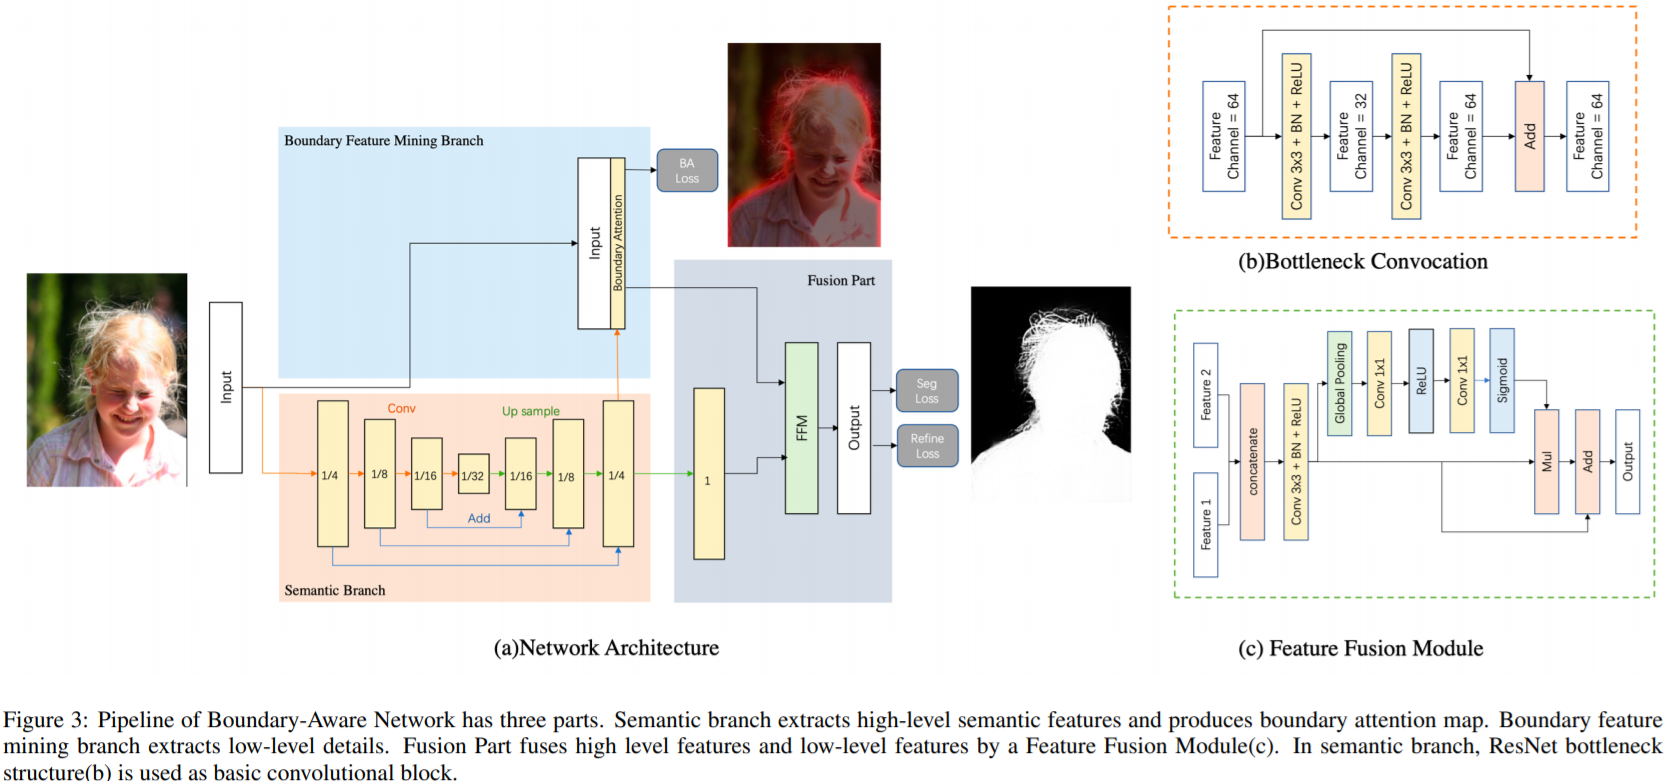 Boundary Feature Mining Branch
Input
Boundary Attention
BA
Loss
Input
Conv
Up sample
1/4
1/8
1/16
1/32
1/16
1/8
1/4
Add
Semantic Branch
Fusion Part
1
FFM
Output
Seg
Loss
Refine
Loss
(a)Network Architecture
Feature
Channel = 64
Conv 3x3 + BN + ReLU
Feature
Channel = 32
Conv 3x3 + BN + ReLU
Feature
Channel = 64
Add
Feature
Channel = 64
(b)Bottleneck Convocation
Feature 2
Feature 1
concatenate
Conv 3x3 + BN + ReLU
Global Pooling
Conv 1x1
ReLU
Conv 1x1
Sigmoid
Mul
Add
Output
(c) Feature Fusion Module
Figure 3: Pipeline of Boundary-Aware Network has three parts. Semantic branch extracts high-level semantic features and produces boundary attention map. Boundary feature
mining branch extracts low-level details. Fusion Part fuses high level features and low-level features by a Feature Fusion Module(c). In semantic branch, ResNet bottleneck
structure(b) is used as basic convolutional block.